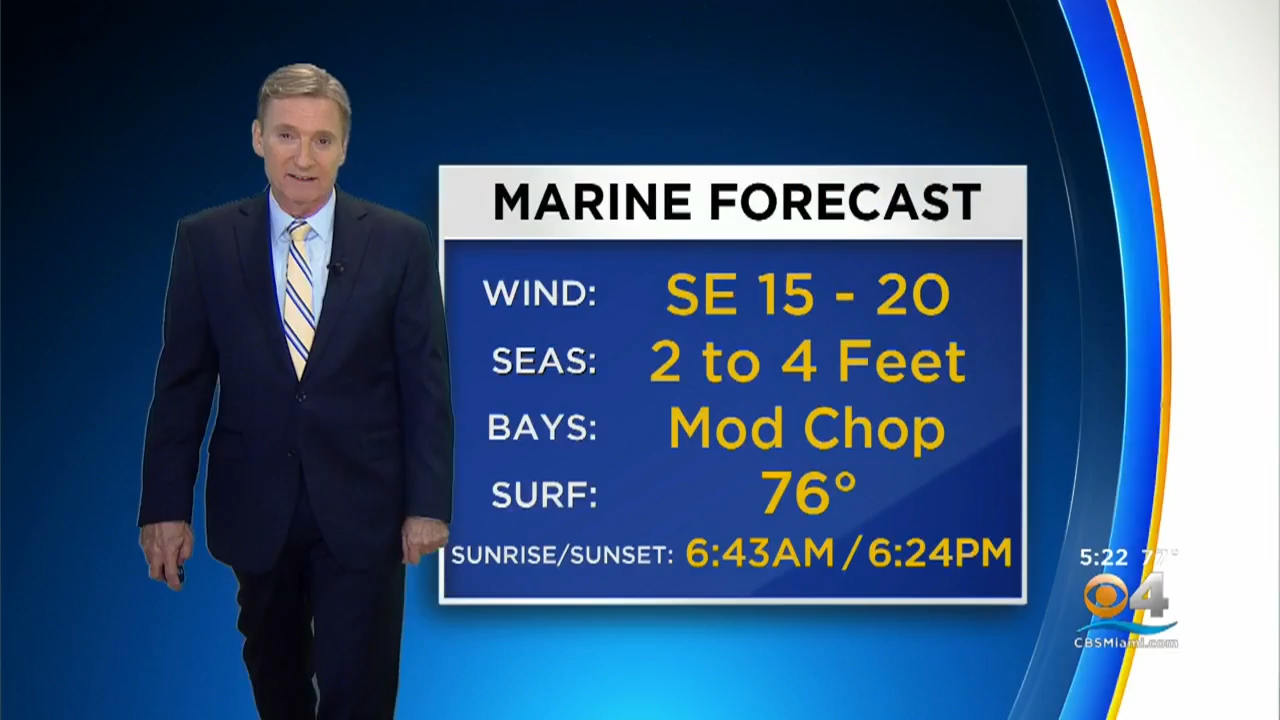 MARINE FORECAST
WIND: SE 15 - 20
SEAS: 2 to 4 Feet
BAYS: Mod Chop
SURF: 76°
SUNRISE/SUNSET: 6:43AM / 6:24PM
5:22 77°
4
CBSMiami.com